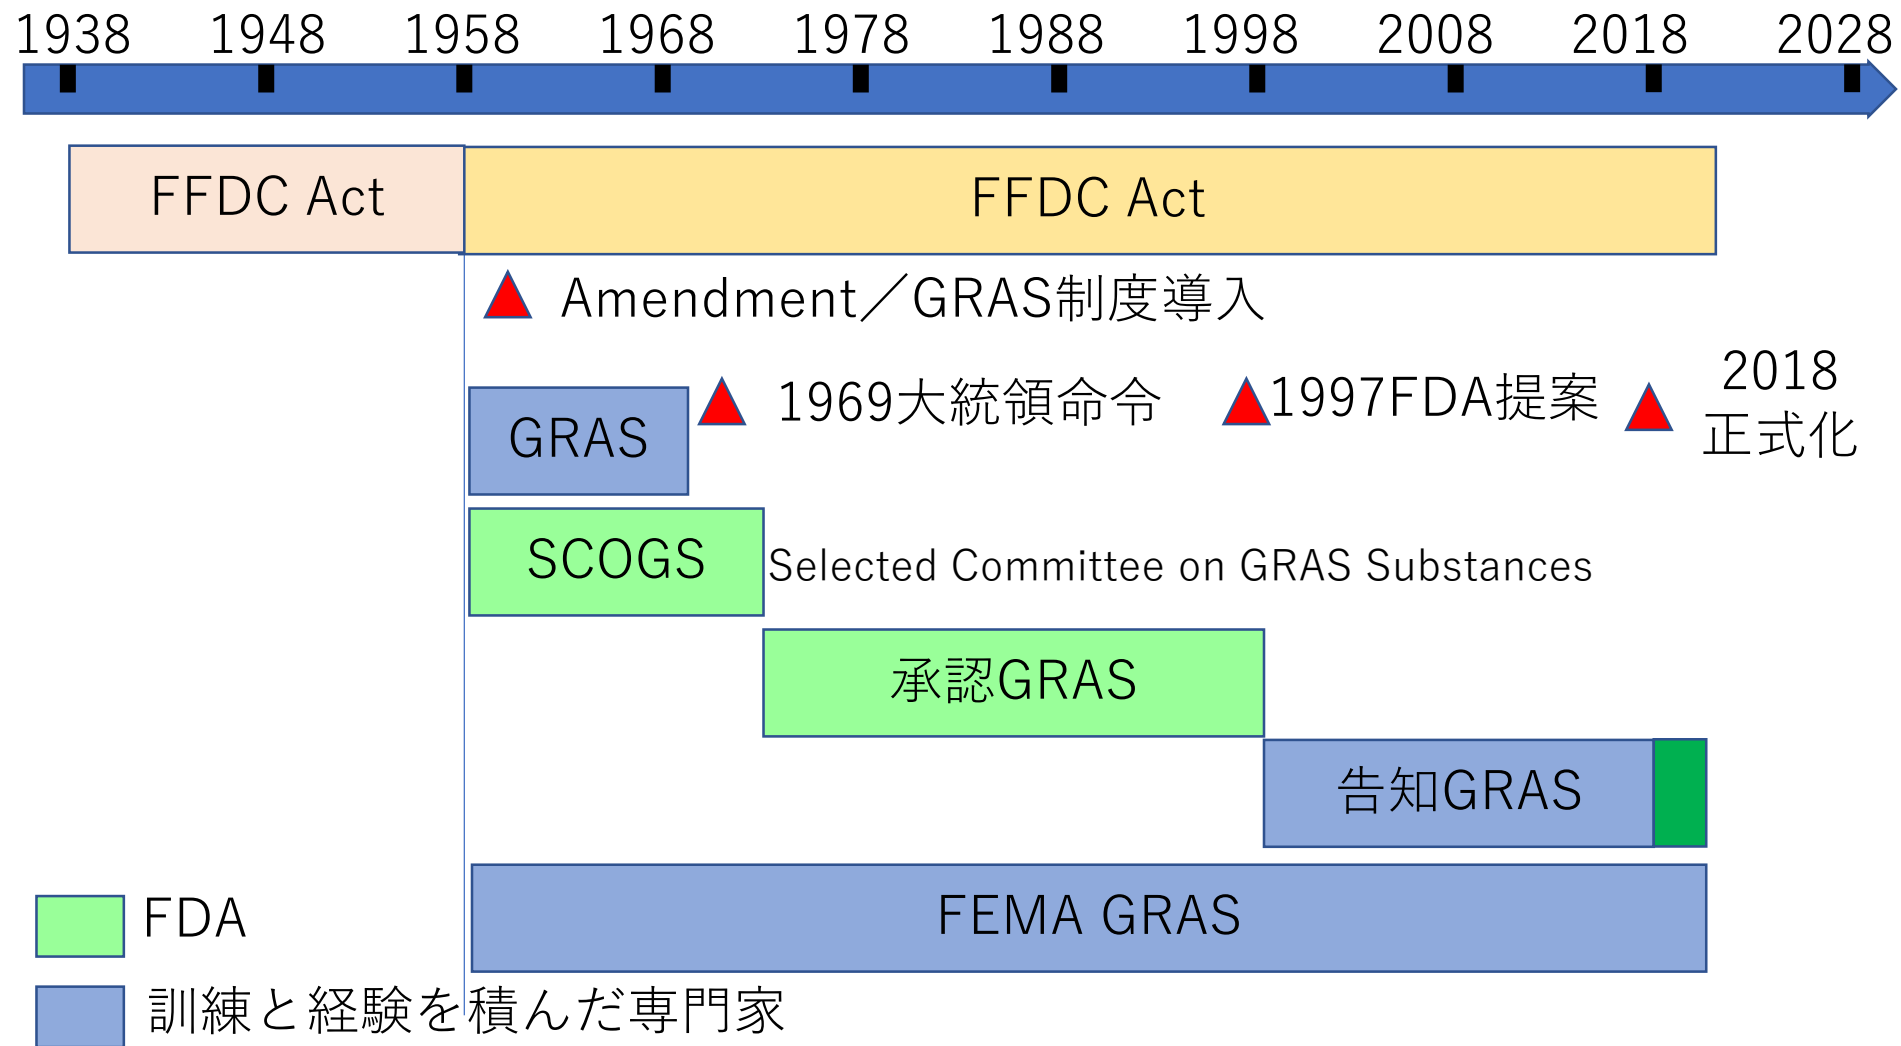 1938 1948 1958 1968 1978 1988 1998 2008 2018 2028
FFDC Act
FFDC Act
Amendment／GRAS制度導入
1969大統領命令
1997FDA提案
2018
正式化
GRAS
SCOGS
Selected Committee on GRAS Substances
承認GRAS
告知GRAS
FEMA GRAS
FDA
訓練と経験を積んだ専門家